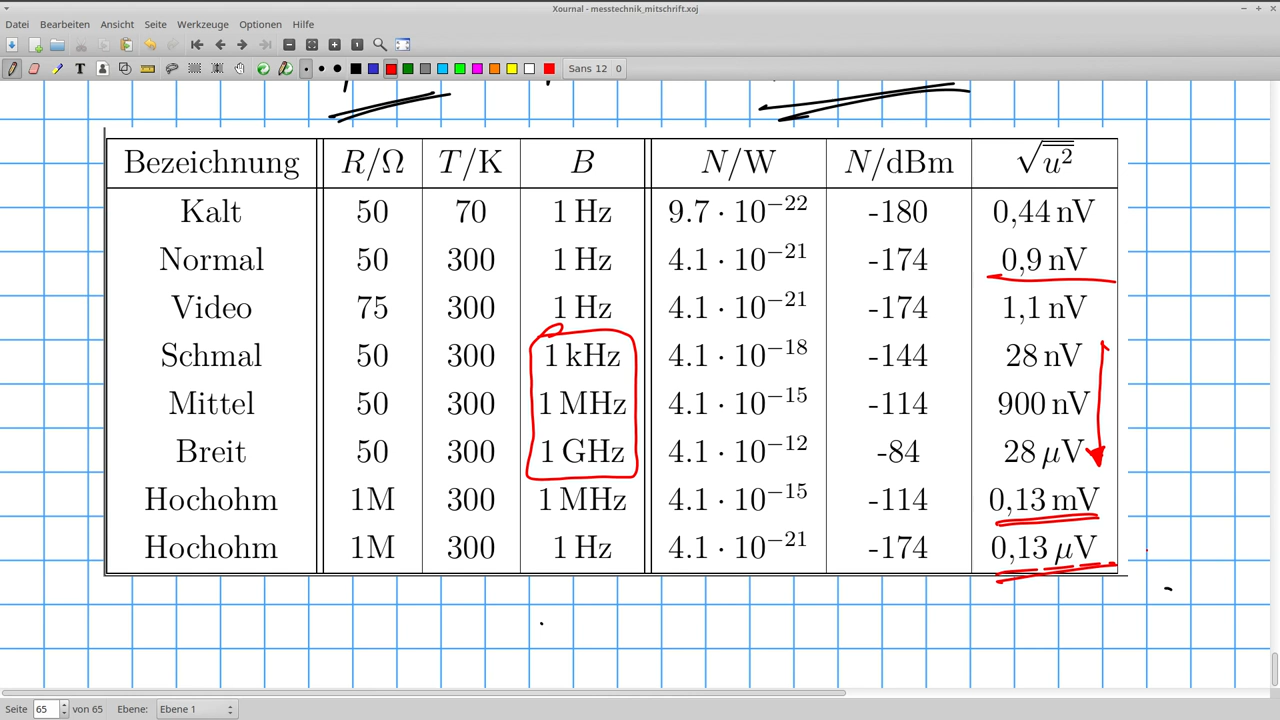 Xournal - messtechnik_mitschrift.xoj
Datei Bearbeiten Ansicht Seite Werkzeuge Optionen Hilfe
Sans 12 0
Bezeichnung R/Ω T/K B N/W N/dBm √u²
Kalt 50 70 1 Hz 9.7 · 10⁻²² -180 0,44 nV
Normal 50 300 1 Hz 4.1 · 10⁻²¹ -174 0,9 nV
Video 75 300 1 Hz 4.1 · 10⁻²¹ -174 1,1 nV
Schmal 50 300 1 kHz 4.1 · 10⁻¹⁸ -144 28 nV
Mittel 50 300 1 MHz 4.1 · 10⁻¹⁵ -114 900 nV
Breit 50 300 1 GHz 4.1 · 10⁻¹² -84 28 μV
Hochohm 1M 300 1 MHz 4.1 · 10⁻¹⁵ -114 0,13 mV
Hochohm 1M 300 1 Hz 4.1 · 10⁻²¹ -174 0,13 μV
Seite 65 von 65 Ebene: Ebene 1